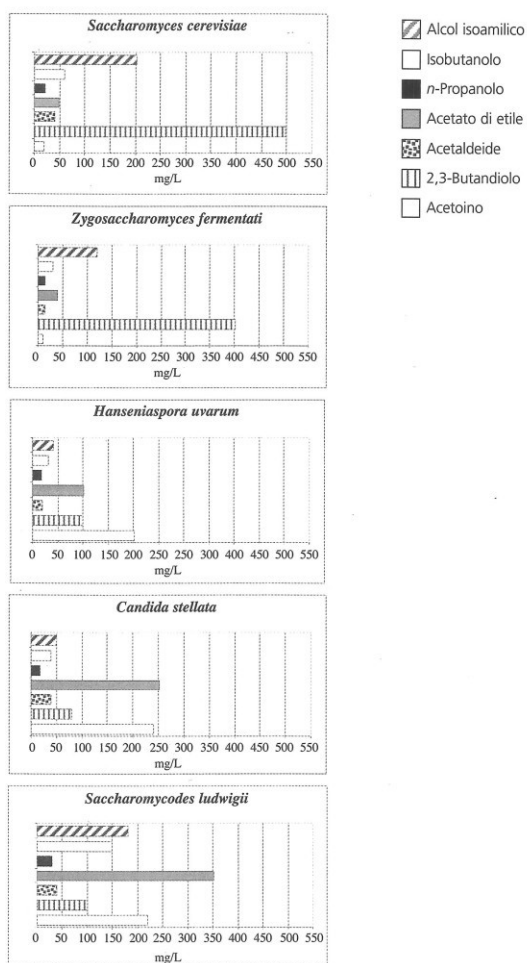 Saccharomyces cerevisiae
0 50 100 150 200 250 300 350 400 450 500 550
mg/L
Zygosaccharomyces fermentati
0 50 100 150 200 250 300 350 400 450 500 550
mg/L
Hanseniaspora uvarum
0 50 100 150 200 250 300 350 400 450 500 550
mg/L
Candida stellata
0 50 100 150 200 250 300 350 400 450 500 550
mg/L
Saccharomycodes ludwigii
0 50 100 150 200 250 300 350 400 450 500 550
mg/L
Alcol isoamilico
Isobutanolo
n-Propanolo
Acetato di etile
Acetaldeide
2,3-Butandiolo
Acetoino